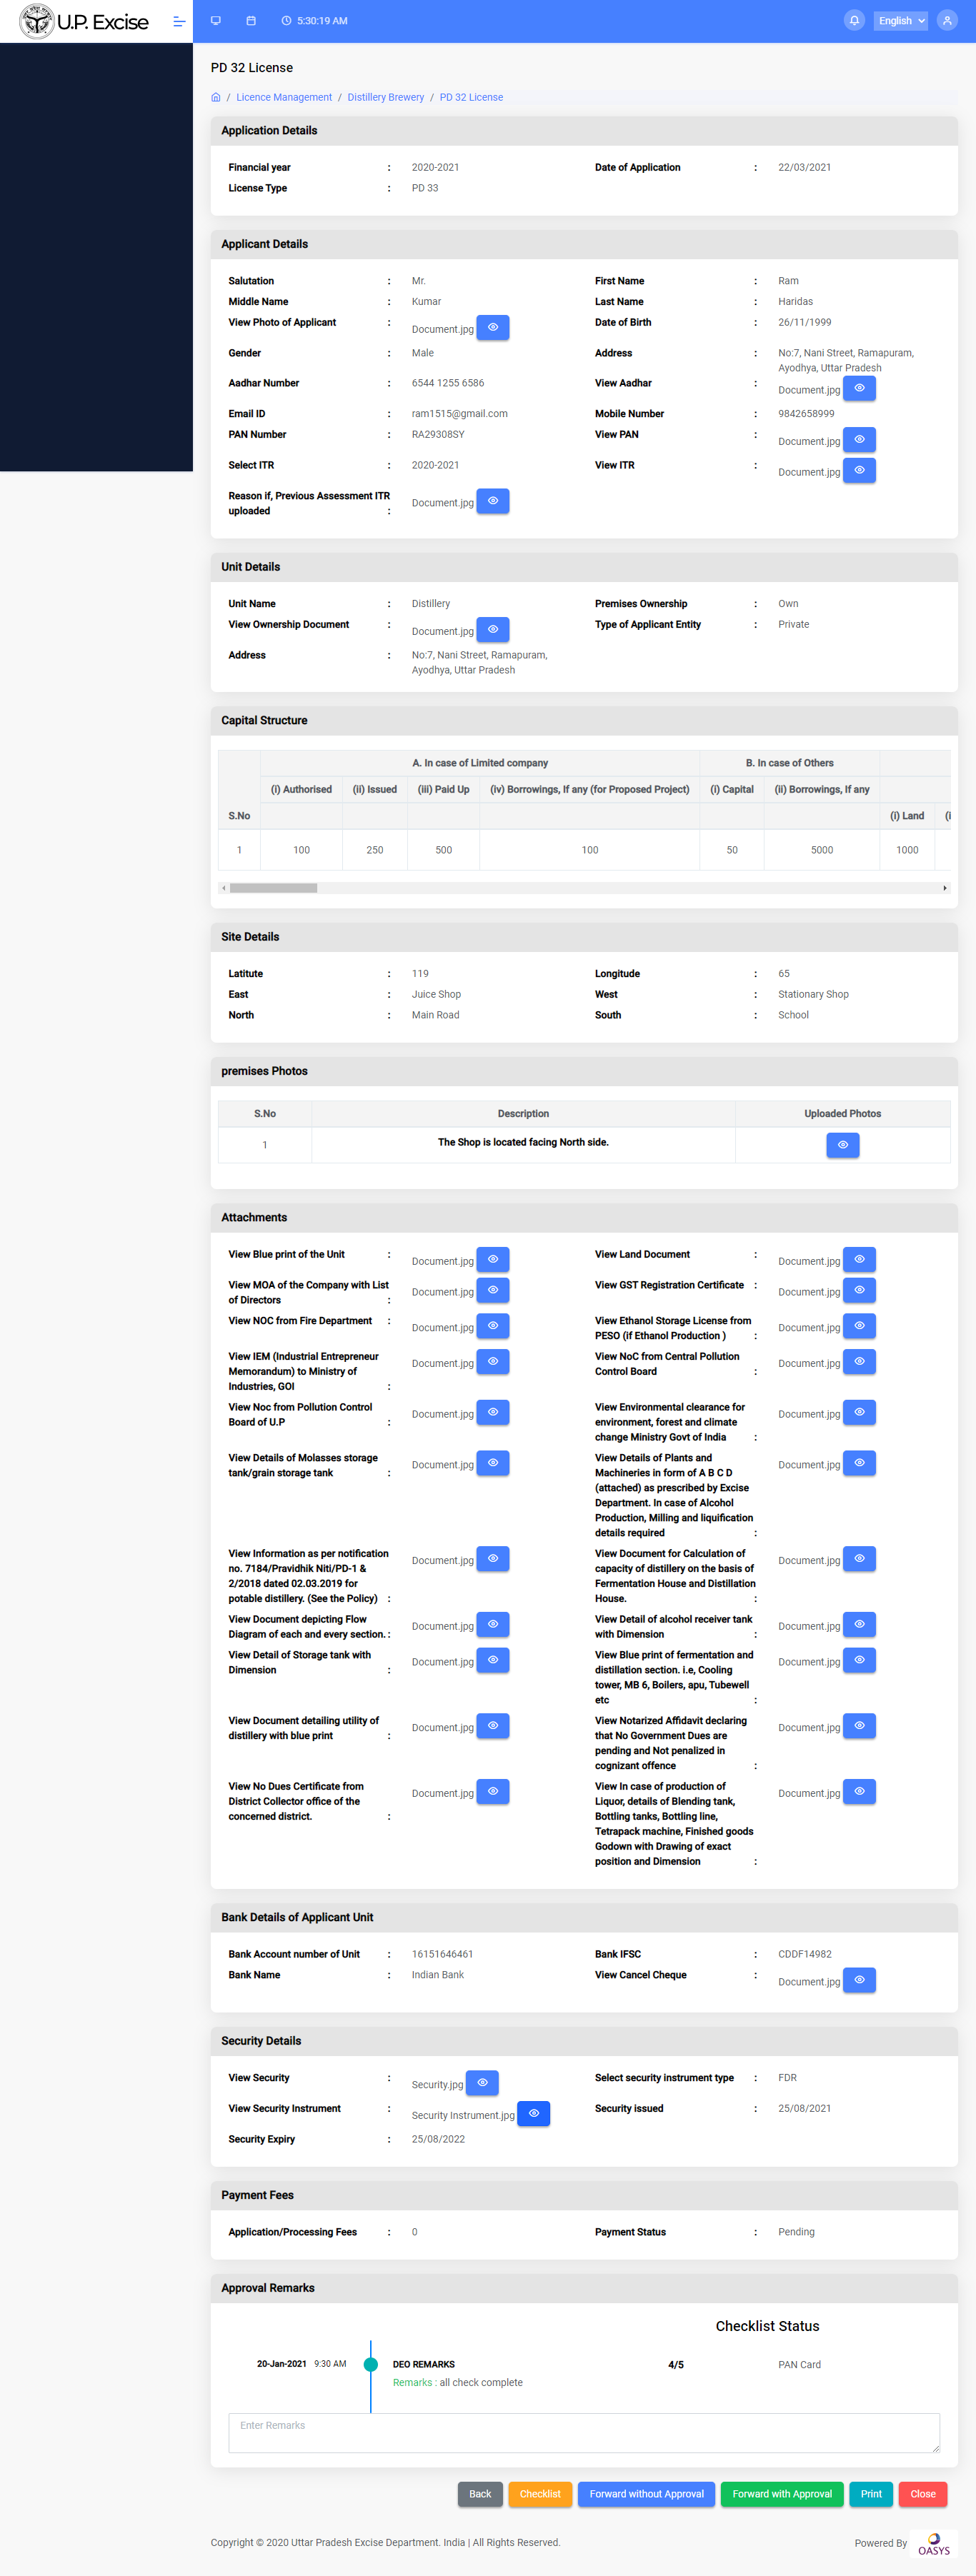 U.P. Excise
5:30:19 AM
English
PD 32 License
/ Licence Management / Distillery Brewery / PD 32 License
Application Details
Financial year : 2020-2021 Date of Application : 22/03/2021
License Type : PD 33
Applicant Details
Salutation : Mr. First Name : Ram
Middle Name : Kumar Last Name : Haridas
View Photo of Applicant : Document.jpg Date of Birth : 26/11/1999
Gender : Male Address : No:7, Nani Street, Ramapuram,
Ayodhya, Uttar Pradesh
Aadhar Number : 6544 1255 6586 View Aadhar : Document.jpg
Email ID : ram1515@gmail.com Mobile Number : 9842658999
PAN Number : RA29308SY View PAN : Document.jpg
Select ITR : 2020-2021 View ITR : Document.jpg
Reason if, Previous Assessment ITR
uploaded : Document.jpg
Unit Details
Unit Name : Distillery Premises Ownership : Own
View Ownership Document : Document.jpg Type of Applicant Entity : Private
Address : No:7, Nani Street, Ramapuram,
Ayodhya, Uttar Pradesh
Capital Structure
A. In case of Limited company B. In case of Others
(i) Authorised (ii) Issued (iii) Paid Up (iv) Borrowings, If any (for Proposed Project) (i) Capital (ii) Borrowings, If any
S.No (i) Land (i
1 100 250 500 100 50 5000 1000
Site Details
Latitute : 119 Longitude : 65
East : Juice Shop West : Stationary Shop
North : Main Road South : School
premises Photos
S.No Description Uploaded Photos
1 The Shop is located facing North side.
Attachments
View Blue print of the Unit : Document.jpg View Land Document : Document.jpg
View MOA of the Company with List
of Directors : Document.jpg View GST Registration Certificate : Document.jpg
View NOC from Fire Department : Document.jpg View Ethanol Storage License from
PESO (if Ethanol Production ) : Document.jpg
View IEM (Industrial Entrepreneur
Memorandum) to Ministry of
Industries, GOI : Document.jpg
View NoC from Central Pollution
Control Board : Document.jpg
View Noc from Pollution Control
Board of U.P : Document.jpg
View Environmental clearance for
environment, forest and climate
change Ministry Govt of India : Document.jpg
View Details of Molasses storage
tank/grain storage tank : Document.jpg
View Details of Plants and
Machineries in form of A B C D
(attached) as prescribed by Excise
Department. In case of Alcohol
Production, Milling and liquification
details required : Document.jpg
View Information as per notification
no. 7184/Pravidhik Niti/PD-1 &
2/2018 dated 02.03.2019 for
potable distillery. (See the Policy) : Document.jpg
View Document for Calculation of
capacity of distillery on the basis of
Fermentation House and Distillation
House. : Document.jpg
View Document depicting Flow
Diagram of each and every section. : Document.jpg
View Detail of alcohol receiver tank
with Dimension : Document.jpg
View Detail of Storage tank with
Dimension : Document.jpg
View Blue print of fermentation and
distillation section. i.e, Cooling
tower, MB 6, Boilers, apu, Tubewell
etc : Document.jpg
View Document detailing utility of
distillery with blue print : Document.jpg
View Notarized Affidavit declaring
that No Government Dues are
pending and Not penalized in
cognizant offence : Document.jpg
View No Dues Certificate from
District Collector office of the
concerned district. : Document.jpg
View In case of production of
Liquor, details of Blending tank,
Bottling tanks, Bottling line,
Tetrapack machine, Finished goods
Godown with Drawing of exact
position and Dimension : Document.jpg
Bank Details of Applicant Unit
Bank Account number of Unit : 16151646461 Bank IFSC : CDDF14982
Bank Name : Indian Bank View Cancel Cheque : Document.jpg
Security Details
View Security : Security.jpg Select security instrument type : FDR
View Security Instrument : Security Instrument.jpg Security issued : 25/08/2021
Security Expiry : 25/08/2022
Payment Fees
Application/Processing Fees : 0 Payment Status : Pending
Approval Remarks
Checklist Status
20-Jan-2021 9:30 AM DEO REMARKS 4/5 PAN Card
Remarks : all check complete
Enter Remarks
Back Checklist Forward without Approval Forward with Approval Print Close
Copyright © 2020 Uttar Pradesh Excise Department. India | All Rights Reserved. Powered By OASYS